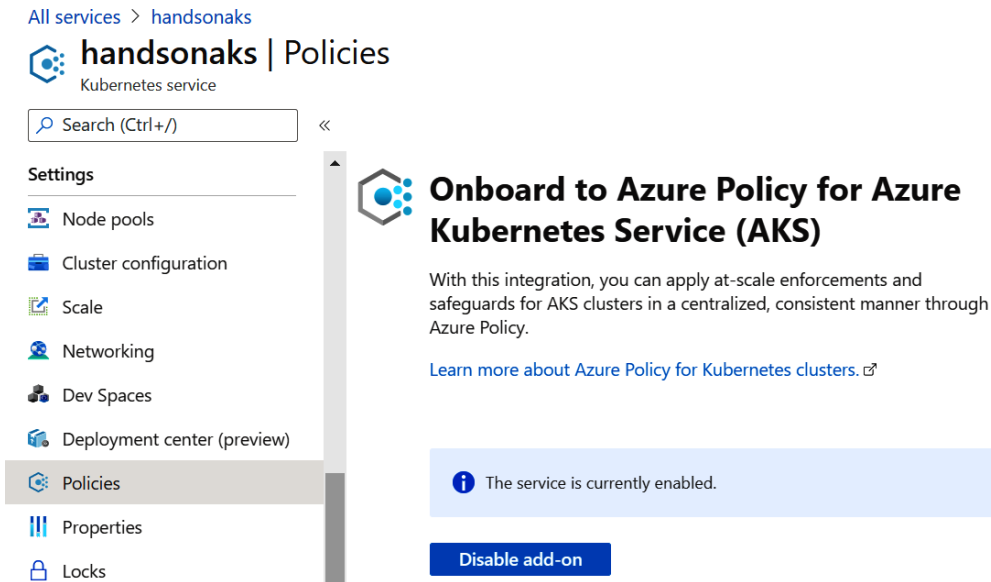 All services > handsonaks
handsonaks | Policies
Kubernetes service
Search (Ctrl+/)
«
Settings
Node pools
Cluster configuration
Scale
Networking
Dev Spaces
Deployment center (preview)
Policies
Properties
Locks
Onboard to Azure Policy for Azure
Kubernetes Service (AKS)
With this integration, you can apply at-scale enforcements and
safeguards for AKS clusters in a centralized, consistent manner through
Azure Policy.
Learn more about Azure Policy for Kubernetes clusters.
The service is currently enabled.
Disable add-on